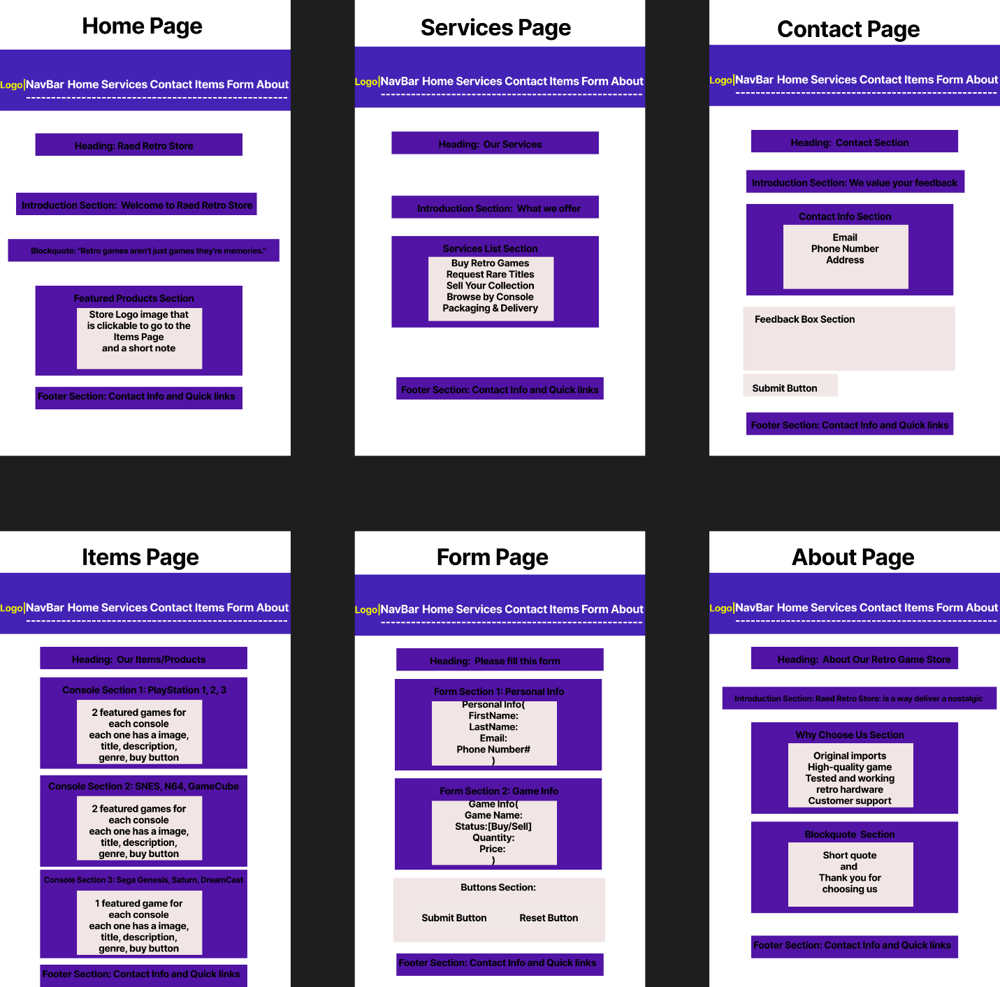 Home Page
Logo|NavBar Home Services Contact Items Form About
----------------------------------------------------
Heading: Raed Retro Store
Introduction Section: Welcome to Raed Retro Store
Blockquote: "Retro games aren't just games they're memories."
Featured Products Section
Store Logo image that
is clickable to go to the
Items Page
and a short note
Footer Section: Contact Info and Quick links
Services Page
Logo|NavBar Home Services Contact Items Form About
----------------------------------------------------
Heading: Our Services
Introduction Section: What we offer
Services List Section
Buy Retro Games
Request Rare Titles
Sell Your Collection
Browse by Console
Packaging & Delivery
Footer Section: Contact Info and Quick links
Contact Page
Logo|NavBar Home Services Contact Items Form About
----------------------------------------------------
Heading: Contact Section
Introduction Section: We value your feedback
Contact Info Section
Email
Phone Number
Address
Feedback Box Section
Submit Button
Footer Section: Contact Info and Quick links
Items Page
Logo|NavBar Home Services Contact Items Form About
----------------------------------------------------
Heading: Our Items/Products
Console Section 1: PlayStation 1, 2, 3
2 featured games for
each console
each one has a image,
title, description,
genre, buy button
Console Section 2: SNES, N64, GameCube
2 featured games for
each console
each one has a image,
title, description,
genre, buy button
Console Section 3: Sega Genesis, Saturn, DreamCast
1 featured game for
each console
each one has a image,
title, description,
genre, buy button
Footer Section: Contact Info and Quick links
Form Page
Logo|NavBar Home Services Contact Items Form About
----------------------------------------------------
Heading: Please fill this form
Form Section 1: Personal Info
Personal Info(
FirstName:
LastName:
Email:
Phone Number#
)
Form Section 2: Game Info
Game Info(
Game Name:
Status:[Buy/Sell]
Quantity:
Price:
)
Buttons Section:
Submit Button Reset Button
Footer Section: Contact Info and Quick links
About Page
Logo|NavBar Home Services Contact Items Form About
----------------------------------------------------
Heading: About Our Retro Game Store
Introduction Section: Raed Retro Store: is a way deliver a nostalgic
Why Choose Us Section
Original imports
High-quality game
Tested and working
retro hardware
Customer support
Blockquote Section
Short quote
and
Thank you for
choosing us
Footer Section: Contact Info and Quick links